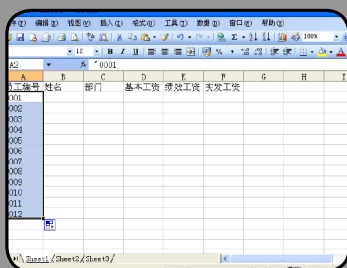 编辑(E) 视图(V) 插入(I) 格式(O) 工具(T) 数据(D) 窗口(W) 帮助(H)
12 B I U % , 100%
A2 fx '0001
A B C D E F G H I
员工编号 姓名 部门 基本工资 绩效工资 实发工资
0001
0002
0003
0004
0005
0006
0007
0008
0009
0010
0011
0012
Sheet1 Sheet2 Sheet3